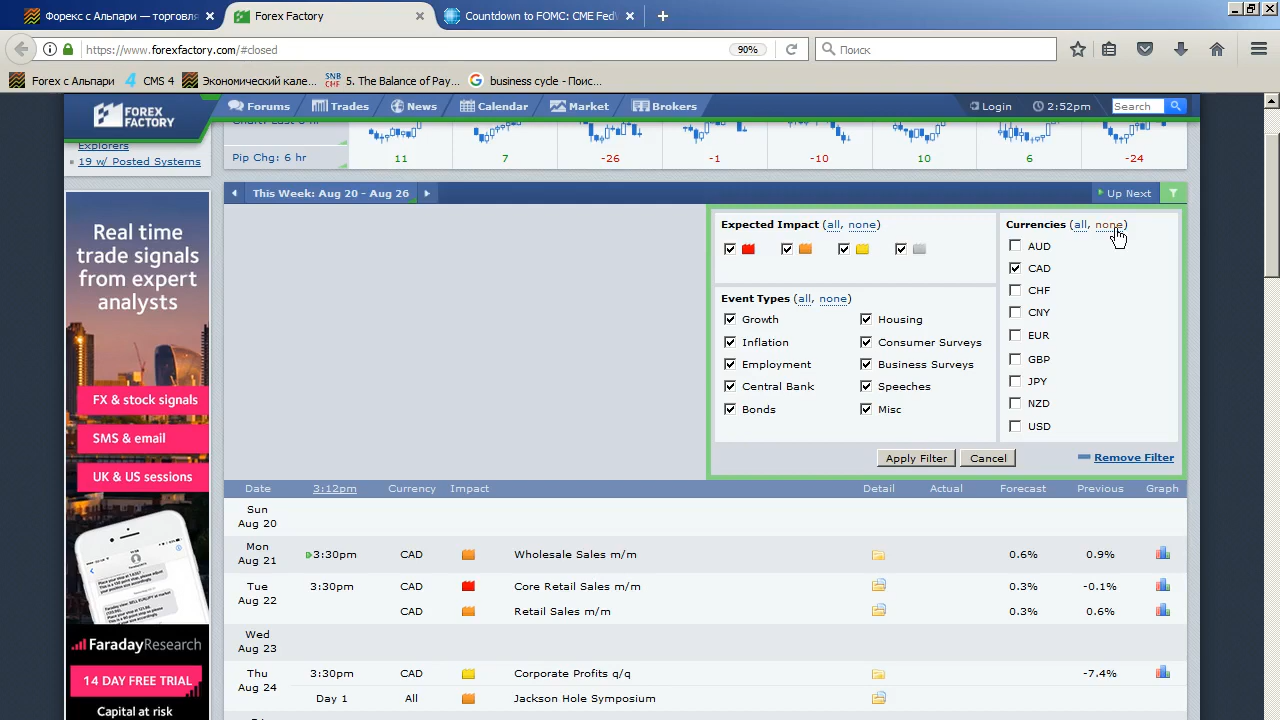 Форекс с Альпари — торговля
Forex Factory
Countdown to FOMC: CME Fed
https://www.forexfactory.com/#closed
90%
Поиск
Forex с Альпари
CMS 4
Экономический кале...
SNB CHF
5. The Balance of Pay...
business cycle - Поис...
FOREX FACTORY
Forums
Trades
News
Calendar
Market
Brokers
Login
2:52pm
Search
Explorers
19 w/ Posted Systems
Pip Chg: 6 hr
11
7
-26
-1
-10
10
6
-24
This Week: Aug 20 - Aug 26
Up Next
Expected Impact (all, none)
Currencies (all, none)
AUD
CAD
CHF
CNY
EUR
GBP
JPY
NZD
USD
Event Types (all, none)
Growth
Housing
Inflation
Consumer Surveys
Employment
Business Surveys
Central Bank
Speeches
Bonds
Misc
Apply Filter
Cancel
Remove Filter
Real time trade signals from expert analysts
FX & stock signals
SMS & email
UK & US sessions
FaradayResearch
14 DAY FREE TRIAL
Capital at risk
Date 3:12pm Currency Impact Detail Actual Forecast Previous Graph
Sun Aug 20
Mon Aug 21 3:30pm CAD Wholesale Sales m/m 0.6% 0.9%
Tue Aug 22 3:30pm CAD Core Retail Sales m/m 0.3% -0.1%
CAD Retail Sales m/m 0.3% 0.6%
Wed Aug 23
Thu Aug 24 3:30pm CAD Corporate Profits q/q -7.4%
Day 1 All Jackson Hole Symposium